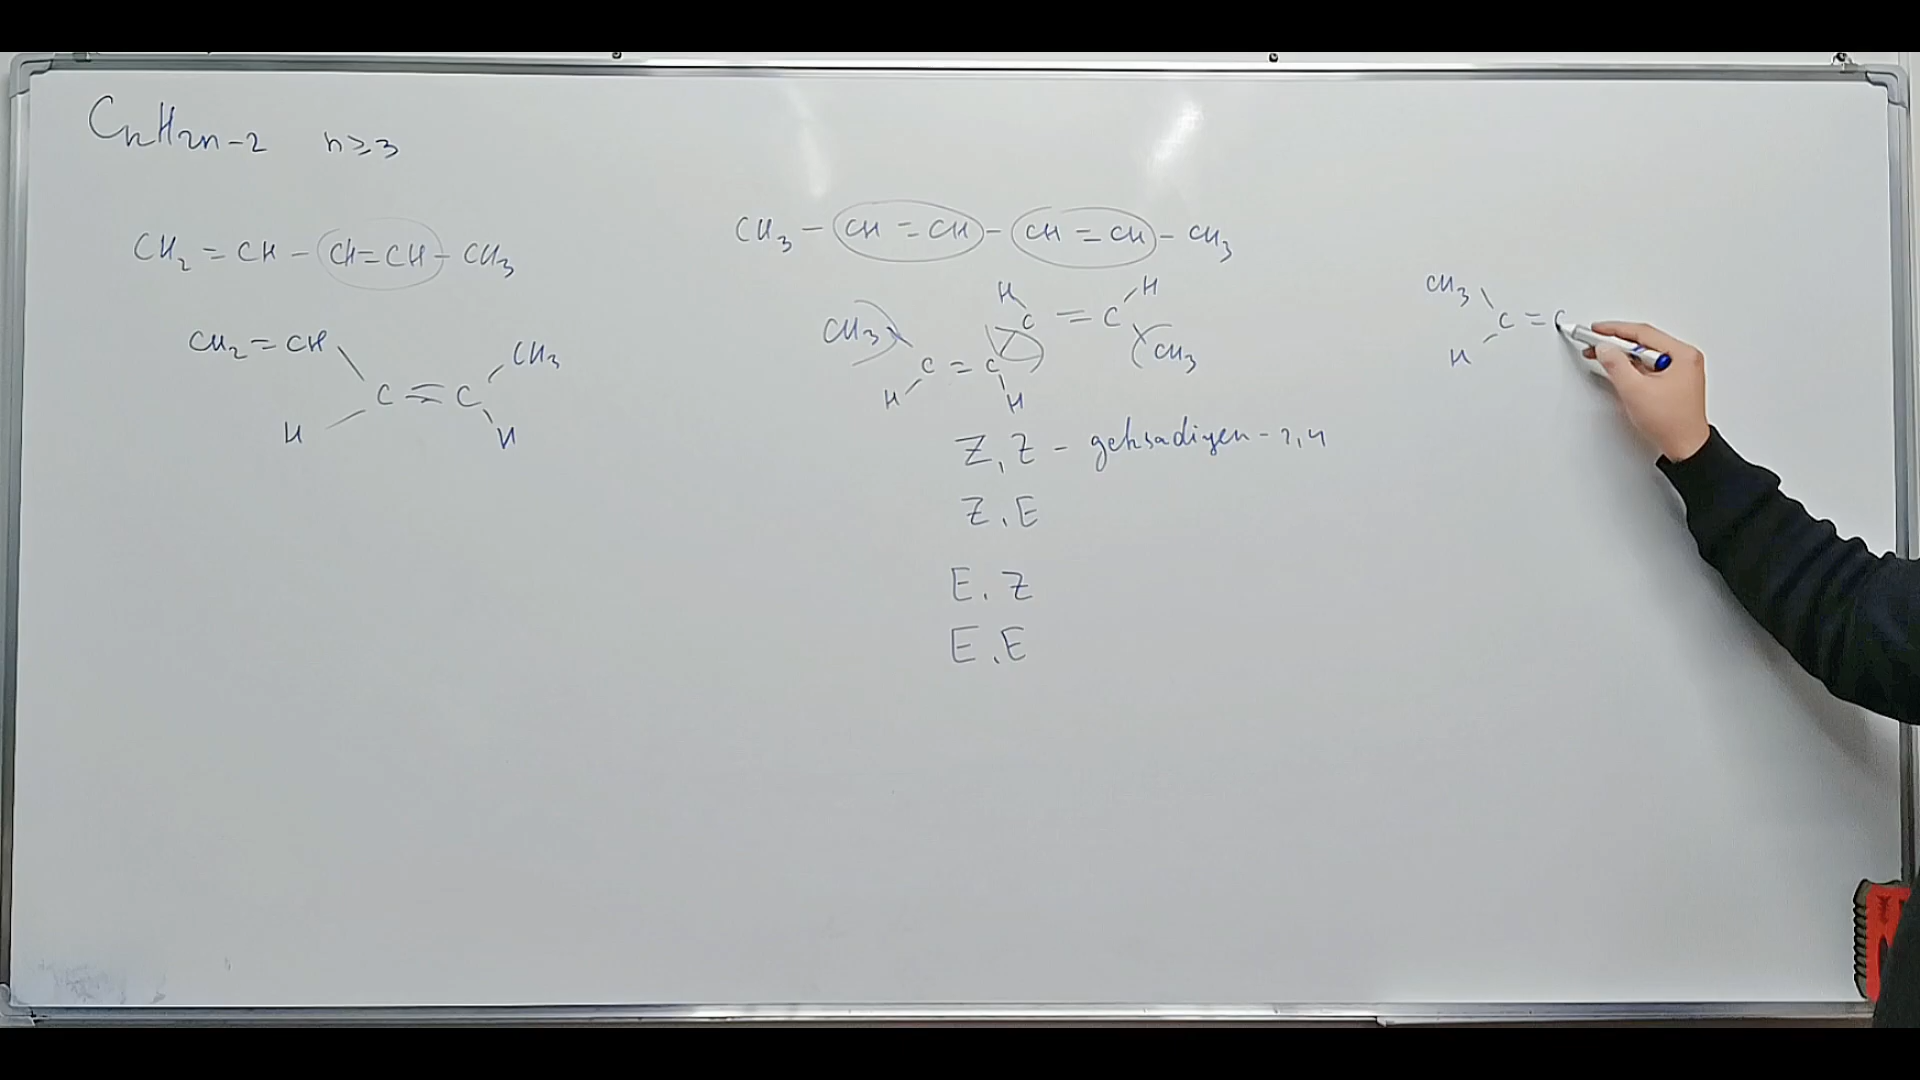 CnH2n-2 n≥3
CH2 = CH - CH=CH - CH3
CH2 = CH
CH3
C = C
H
H
CH3 - CH = CH - CH = CH - CH3
H
H
C = C
CH3
CH3
C = C
H
H
Z, Z - geksadiyen - 2,4
Z, E
E, Z
E, E
CH3
C = C
H